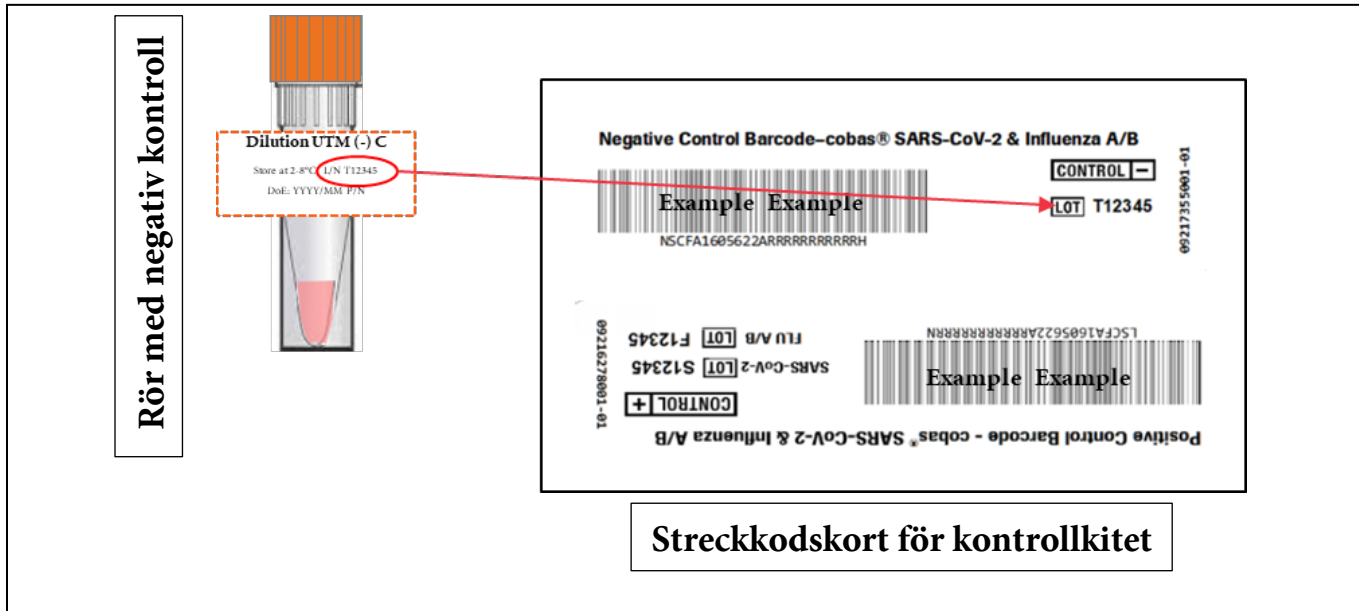 Rör med negativ kontroll
Dilution UTM (-) C
Store at 2-8°C L/N T12345
DoE: YYYY/MM P/N
Negative Control Barcode–cobas® SARS-CoV-2 & Influenza A/B
CONTROL −
Example Example
LOT T12345
NSCFA1605622ARRRRRRRRRRRH
09217355001-01
Positive Control Barcode - cobas® SARS-CoV-2 & Influenza A/B
CONTROL +
Example Example
SARS-CoV-2 LOT S12345
FLU A/B LOT F12345
LSCFA1605622ARRRRRRRRRRRN
09216278001-01
Streckkodskort för kontrollkitet